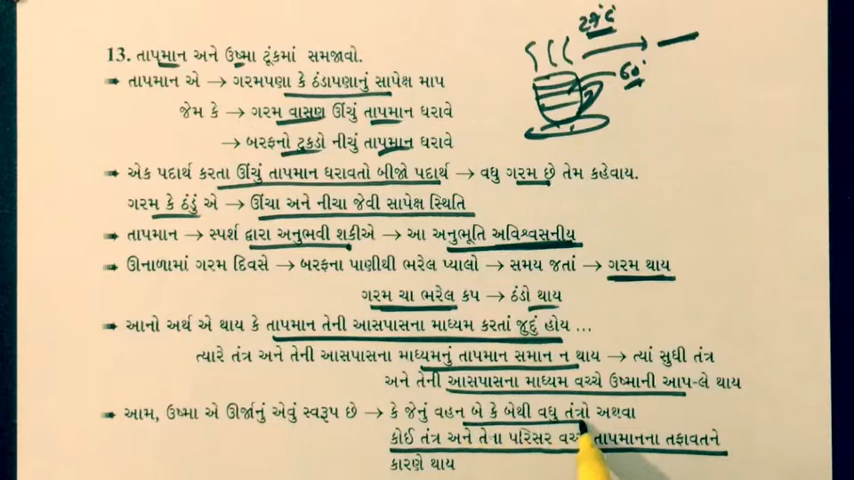 27°C
60°
13. તાપમાન અને ઉષ્મા ટૂંકમાં સમજાવો.
➡ તાપમાન એ → ગરમપણા કે ઠંડાપણાનું સાપેક્ષ માપ
જેમ કે → ગરમ વાસણ ઊંચું તાપમાન ધરાવે
→ બરફનો ટુકડો નીચું તાપમાન ધરાવે
➡ એક પદાર્થ કરતા ઊંચું તાપમાન ધરાવતો બીજો પદાર્થ → વધુ ગરમ છે તેમ કહેવાય.
ગરમ કે ઠંડું એ → ઊંચા અને નીચા જેવી સાપેક્ષ સ્થિતિ
➡ તાપમાન → સ્પર્શ દ્વારા અનુભવી શકીએ → આ અનુભૂતિ અવિશ્વસનીય
➡ ઊનાળામાં ગરમ દિવસે → બરફના પાણીથી ભરેલ પ્યાલો → સમય જતાં → ગરમ થાય
ગરમ ચા ભરેલ કપ → ઠંડો થાય
➡ આનો અર્થ એ થાય કે તાપમાન તેની આસપાસના માધ્યમ કરતાં જુદું હોય ...
ત્યારે તંત્ર અને તેની આસપાસના માધ્યમનું તાપમાન સમાન ન થાય → ત્યાં સુધી તંત્ર
અને તેની આસપાસના માધ્યમ વચ્ચે ઉષ્માની આપ-લે થાય
➡ આમ, ઉષ્મા એ ઊર્જાનું એવું સ્વરૂપ છે → કે જેનું વહન બે કે બેથી વધુ તંત્રો અથવા
કોઈ તંત્ર અને તેના પરિસર વચ્ચે તાપમાનના તફાવતને
કારણે થાય